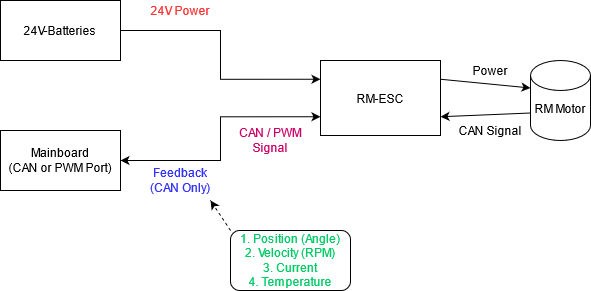 24V-Batteries
24V Power
RM-ESC
Power
RM Motor
CAN Signal
CAN / PWM
Signal
Mainboard
(CAN or PWM Port)
Feedback
(CAN Only)
1. Position (Angle)
2. Velocity (RPM)
3. Current
4. Temperature